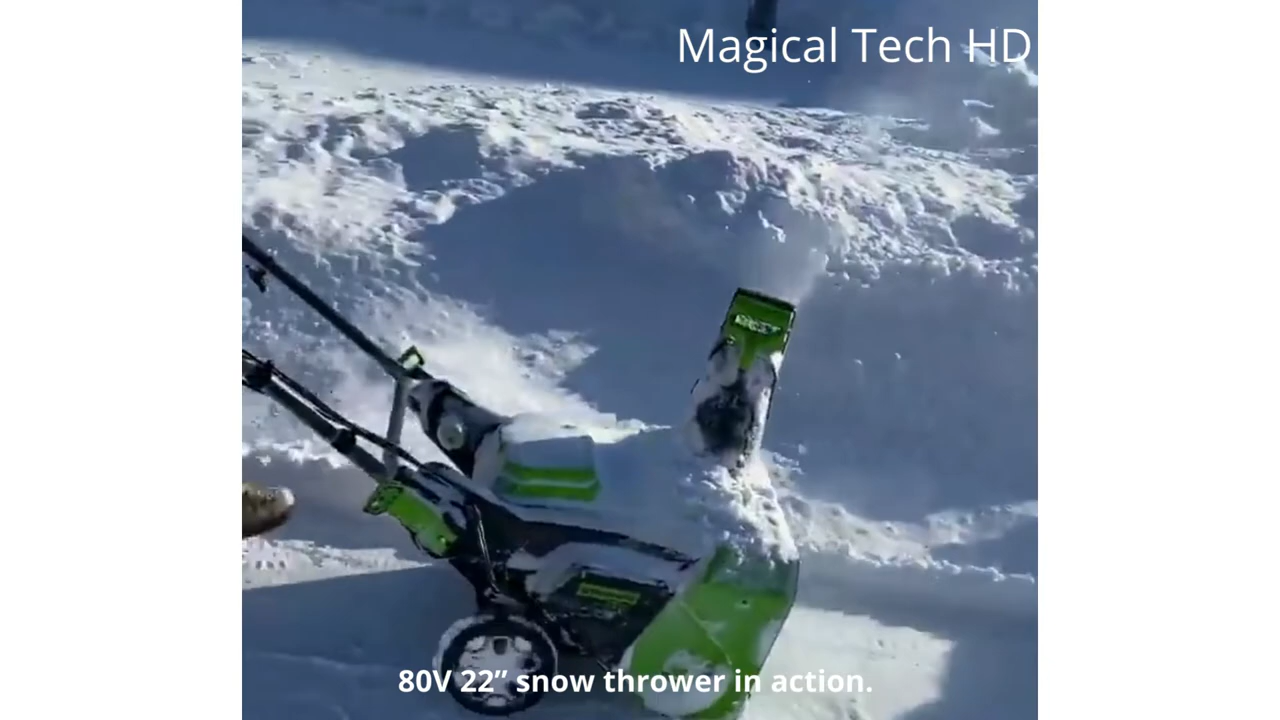 Magical Tech HD
80V 22” snow thrower in action.